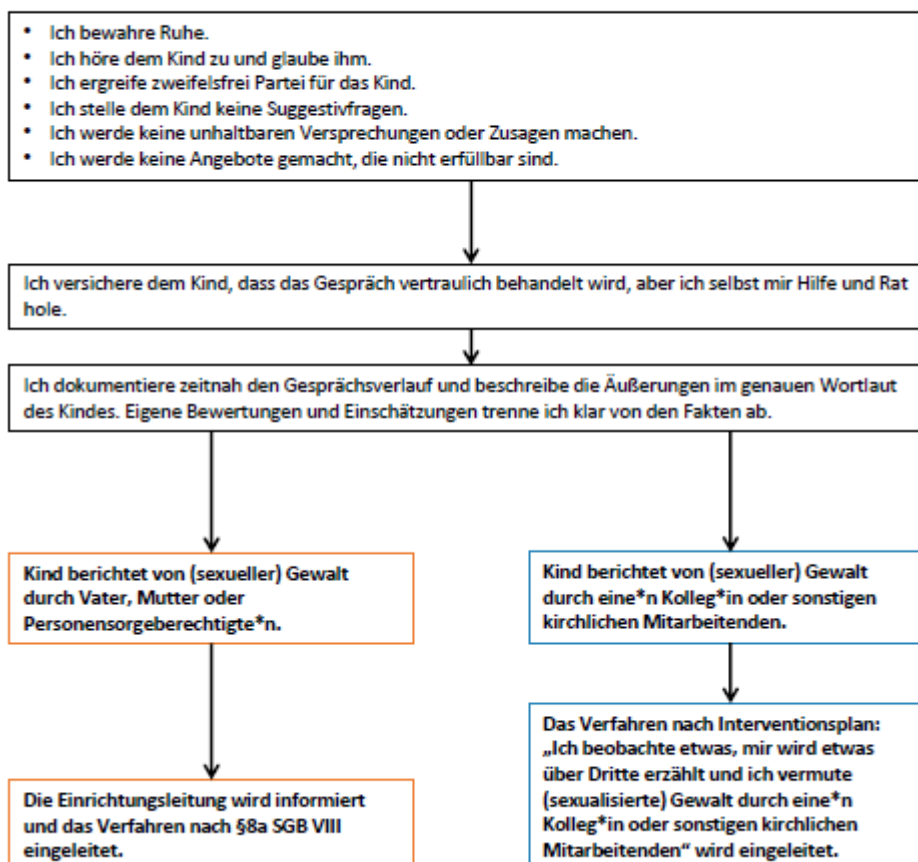 • Ich bewahre Ruhe.
• Ich höre dem Kind zu und glaube ihm.
• Ich ergreife zweifelsfrei Partei für das Kind.
• Ich stelle dem Kind keine Suggestivfragen.
• Ich werde keine unhaltbaren Versprechungen oder Zusagen machen.
• Ich werde keine Angebote gemacht, die nicht erfüllbar sind.
Ich versichere dem Kind, dass das Gespräch vertraulich behandelt wird, aber ich selbst mir Hilfe und Rat
hole.
Ich dokumentiere zeitnah den Gesprächsverlauf und beschreibe die Äußerungen im genauen Wortlaut
des Kindes. Eigene Bewertungen und Einschätzungen trenne ich klar von den Fakten ab.
Kind berichtet von (sexueller) Gewalt
durch Vater, Mutter oder
Personensorgeberechtigte*n.
Die Einrichtungsleitung wird informiert
und das Verfahren nach §8a SGB VIII
eingeleitet.
Kind berichtet von (sexueller) Gewalt
durch eine*n Kolleg*in oder sonstigen
kirchlichen Mitarbeitenden.
Das Verfahren nach Interventionsplan:
„Ich beobachte etwas, mir wird etwas
über Dritte erzählt und ich vermute
(sexualisierte) Gewalt durch eine*n
Kolleg*in oder sonstigen kirchlichen
Mitarbeitenden“ wird eingeleitet.